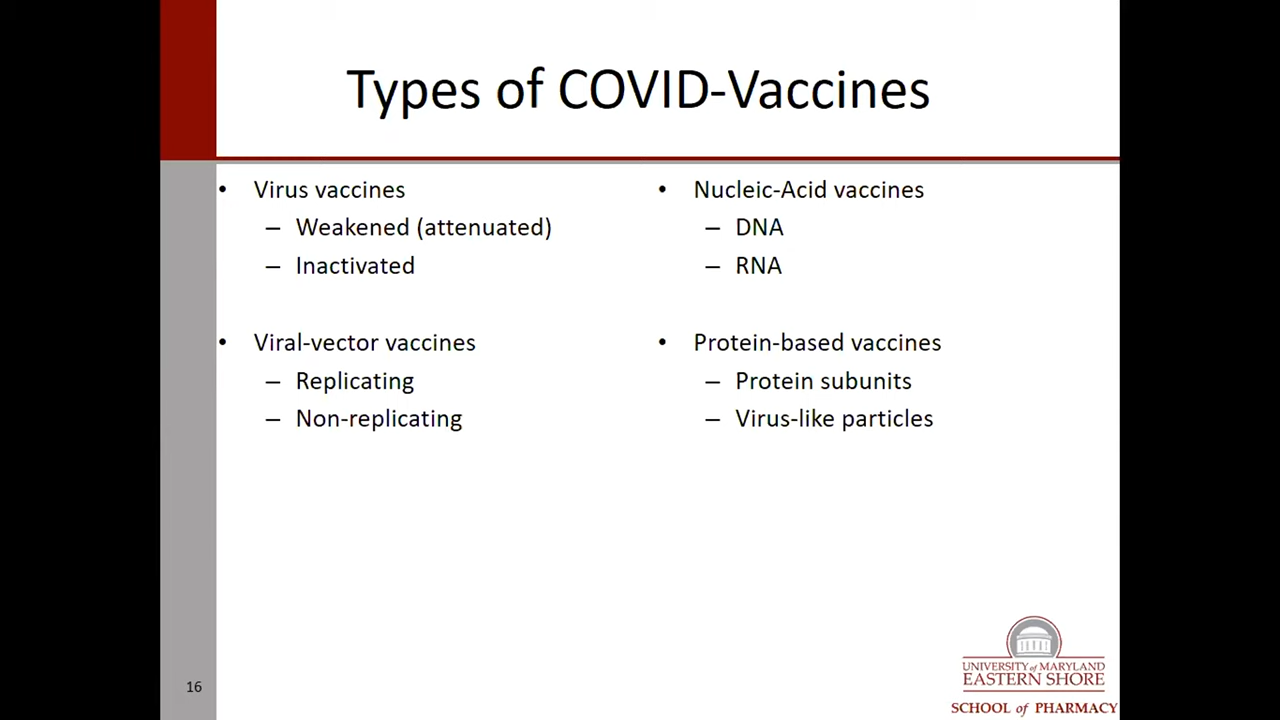 Types of COVID-Vaccines
• Virus vaccines
– Weakened (attenuated)
– Inactivated
• Viral-vector vaccines
– Replicating
– Non-replicating
• Nucleic-Acid vaccines
– DNA
– RNA
• Protein-based vaccines
– Protein subunits
– Virus-like particles
16
UNIVERSITY of MARYLAND
EASTERN SHORE
SCHOOL of PHARMACY